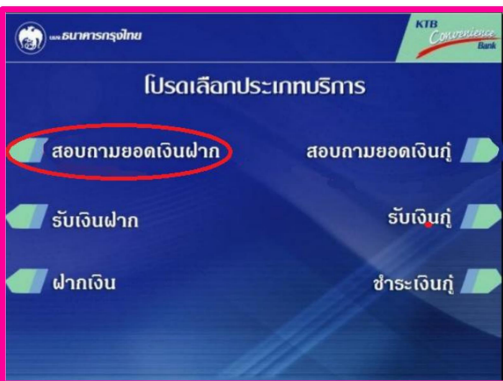 บมจ.ธนาคารกรุงไทย
KTB
Convenience
Bank
โปรดเลือกประเภทบริการ
สอบถามยอดเงินฝาก
สอบถามยอดเงินกู้
รับเงินฝาก
รับเงินกู้
ฝากเงิน
ชำระเงินกู้